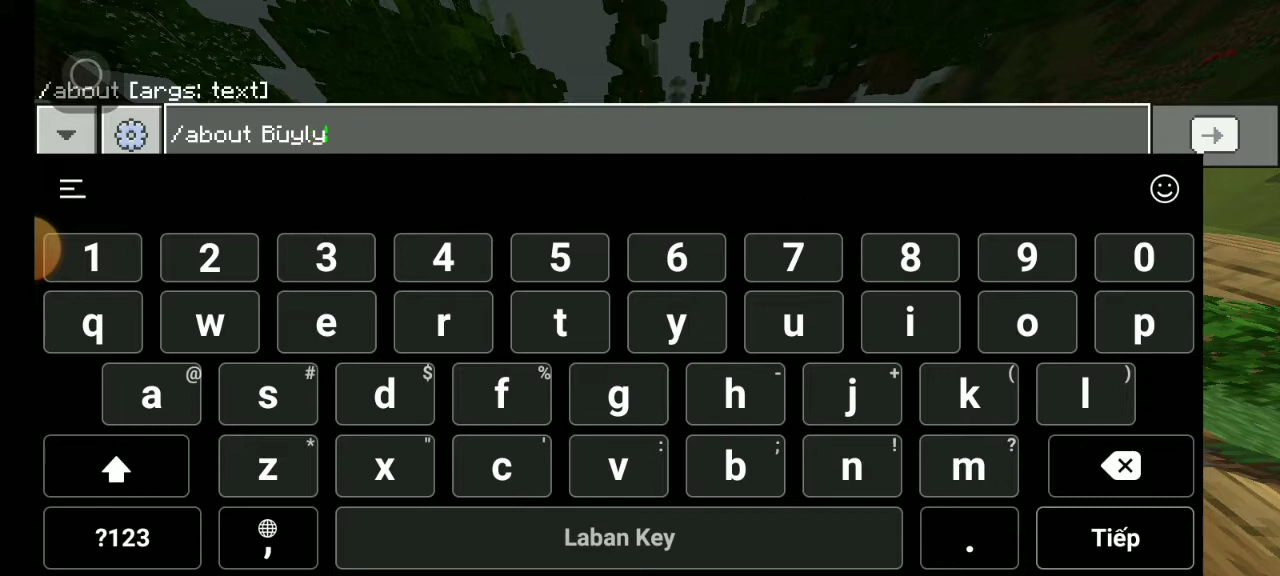 /about [args: text]
/about Büyly
1 2 3 4 5 6 7 8 9 0
q w e r t y u i o p
a @ s # d $ f % g h - j + k ( l )
z * x " c ' v : b ; n ! m ?
?123 , Laban Key . Tiếp